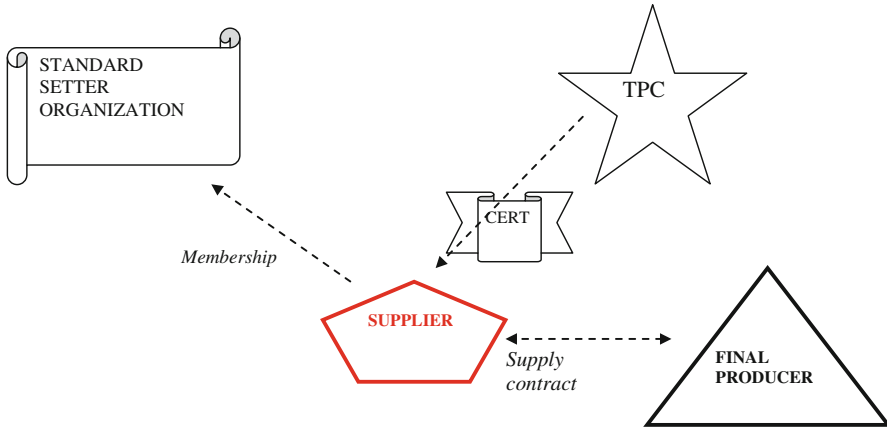 STANDARD
SETTER
ORGANIZATION
TPC
CERT
Membership
SUPPLIER
Supply
contract
FINAL
PRODUCER